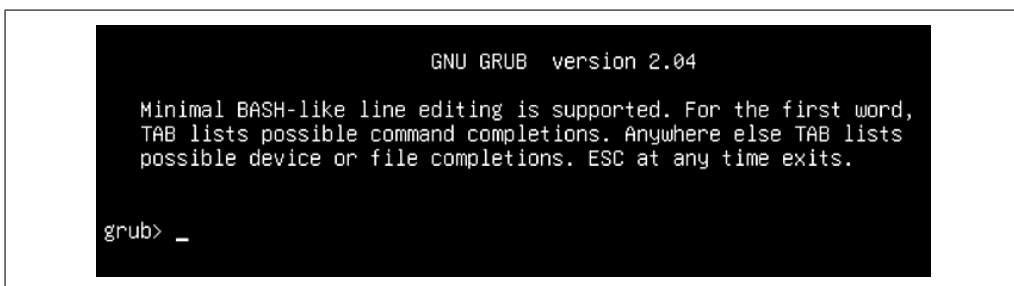 GNU GRUB version 2.04
Minimal BASH-like line editing is supported. For the first word,
TAB lists possible command completions. Anywhere else TAB lists
possible device or file completions. ESC at any time exits.
grub> _